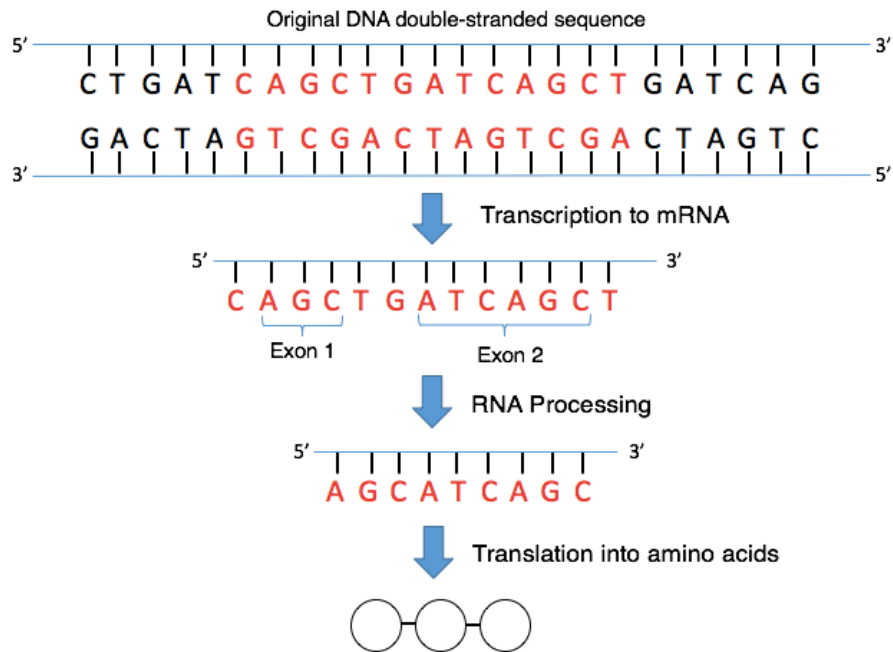 Original DNA double-stranded sequence
5’ 3’
C T G A T C A G C T G A T C A G C T G A T C A G
G A C T A G T C G A C T A G T C G A C T A G T C
3’ 5’
Transcription to mRNA
5’ 3’
C A G C T G A T C A G C T
Exon 1 Exon 2
RNA Processing
5’ 3’
A G C A T C A G C
Translation into amino acids